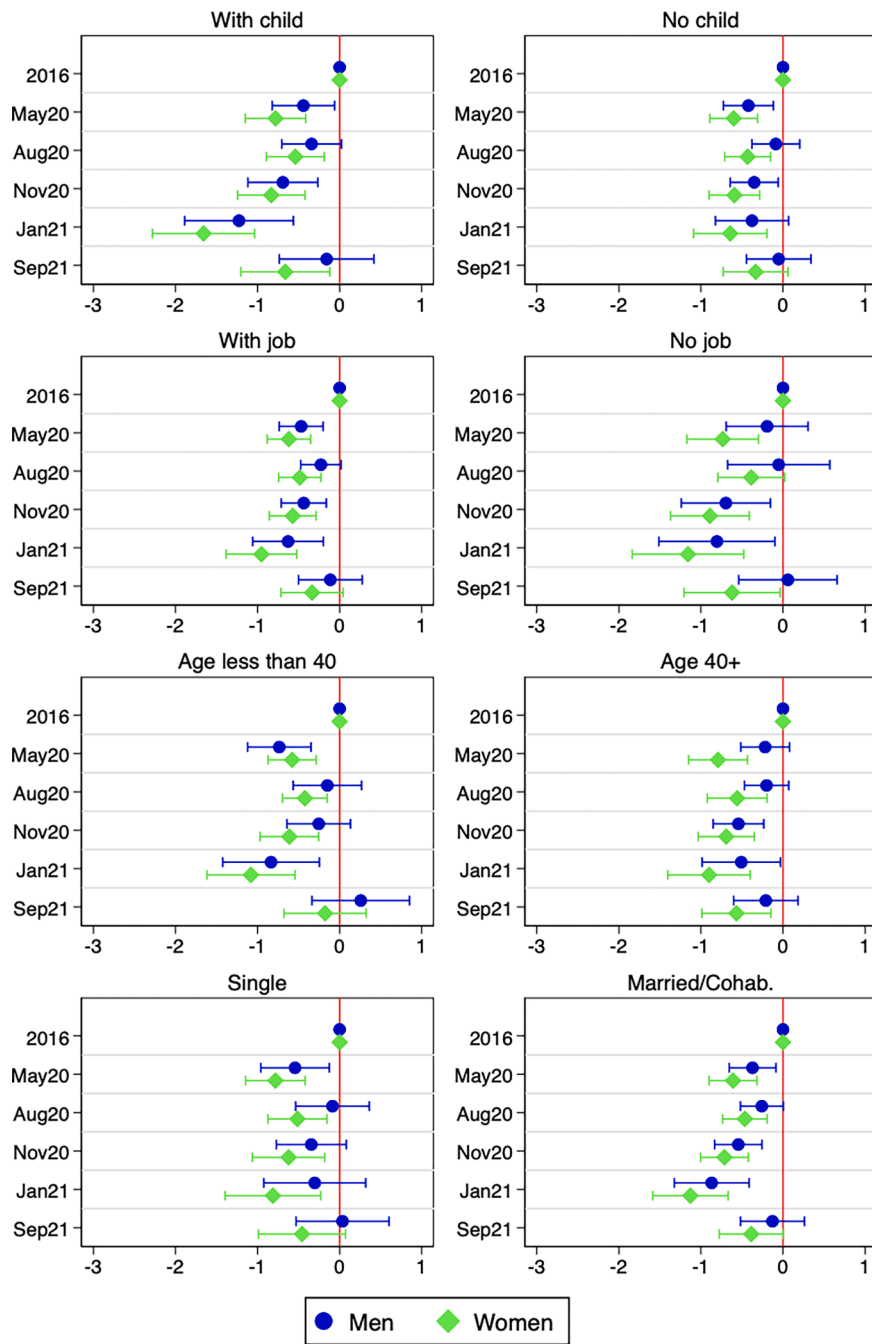 With child
2016
May20
Aug20
Nov20
Jan21
Sep21
-3 -2 -1 0 1
No child
2016
May20
Aug20
Nov20
Jan21
Sep21
-3 -2 -1 0 1
With job
2016
May20
Aug20
Nov20
Jan21
Sep21
-3 -2 -1 0 1
No job
2016
May20
Aug20
Nov20
Jan21
Sep21
-3 -2 -1 0 1
Age less than 40
2016
May20
Aug20
Nov20
Jan21
Sep21
-3 -2 -1 0 1
Age 40+
2016
May20
Aug20
Nov20
Jan21
Sep21
-3 -2 -1 0 1
Single
2016
May20
Aug20
Nov20
Jan21
Sep21
-3 -2 -1 0 1
Married/Cohab.
2016
May20
Aug20
Nov20
Jan21
Sep21
-3 -2 -1 0 1
Men Women